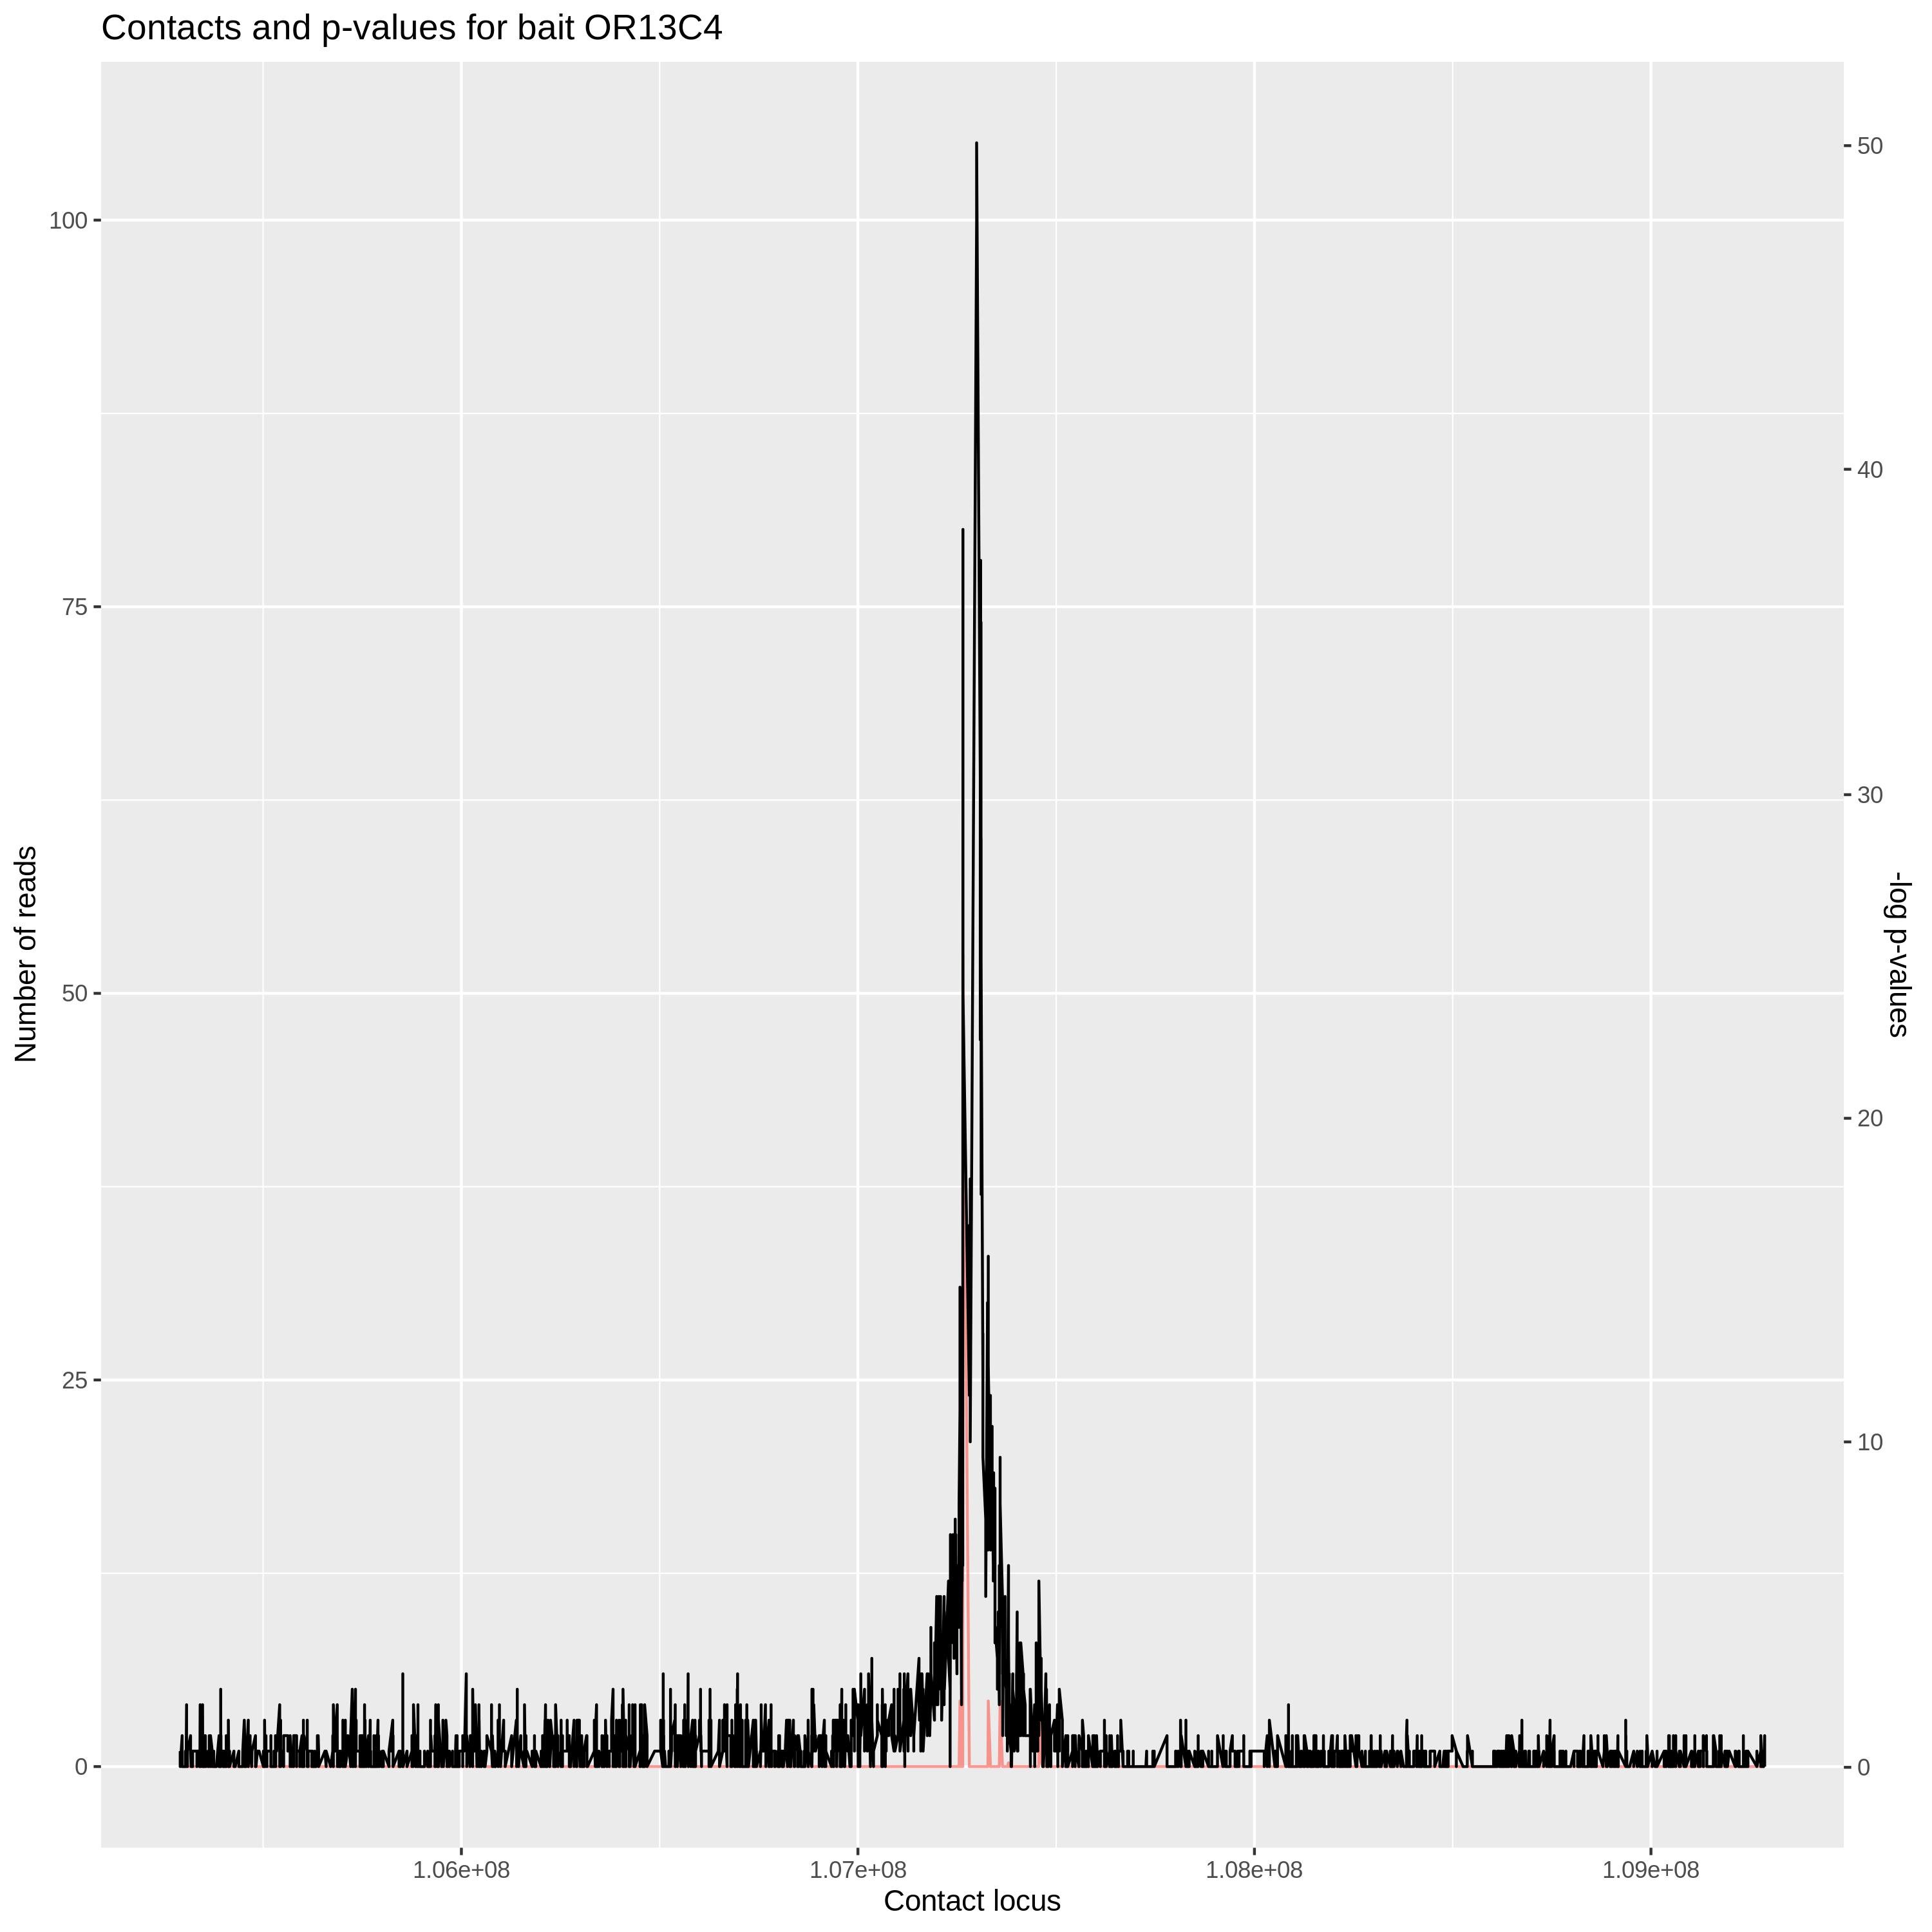 Contacts and p-values for bait OR13C4
100
75
50
25
0
Number of reads
50
40
30
20
10
0
-log p-values
1.06e+08 1.07e+08 1.08e+08 1.09e+08
Contact locus